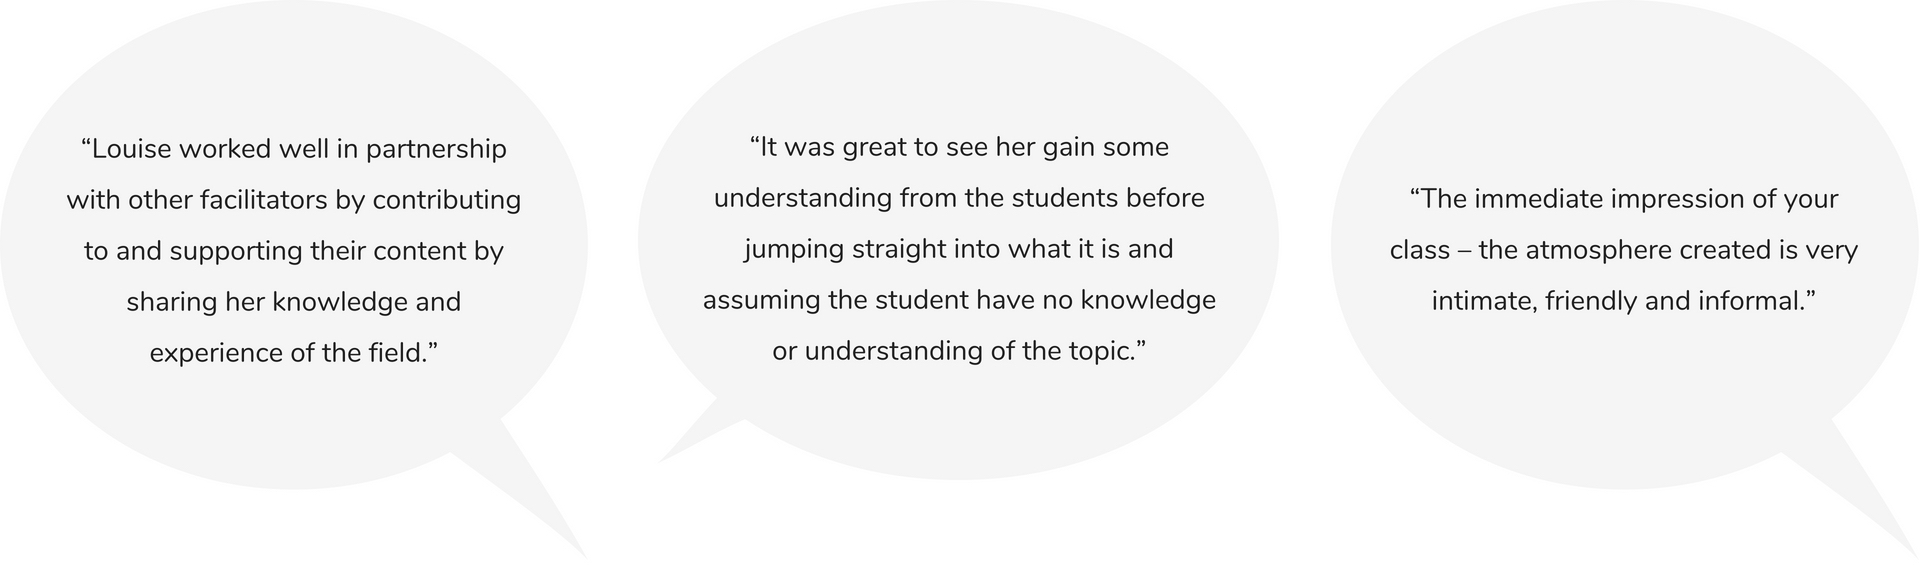 “Louise worked well in partnership
with other facilitators by contributing
to and supporting their content by
sharing her knowledge and
experience of the field.”
“It was great to see her gain some
understanding from the students before
jumping straight into what it is and
assuming the student have no knowledge
or understanding of the topic.”
“The immediate impression of your
class – the atmosphere created is very
intimate, friendly and informal.”